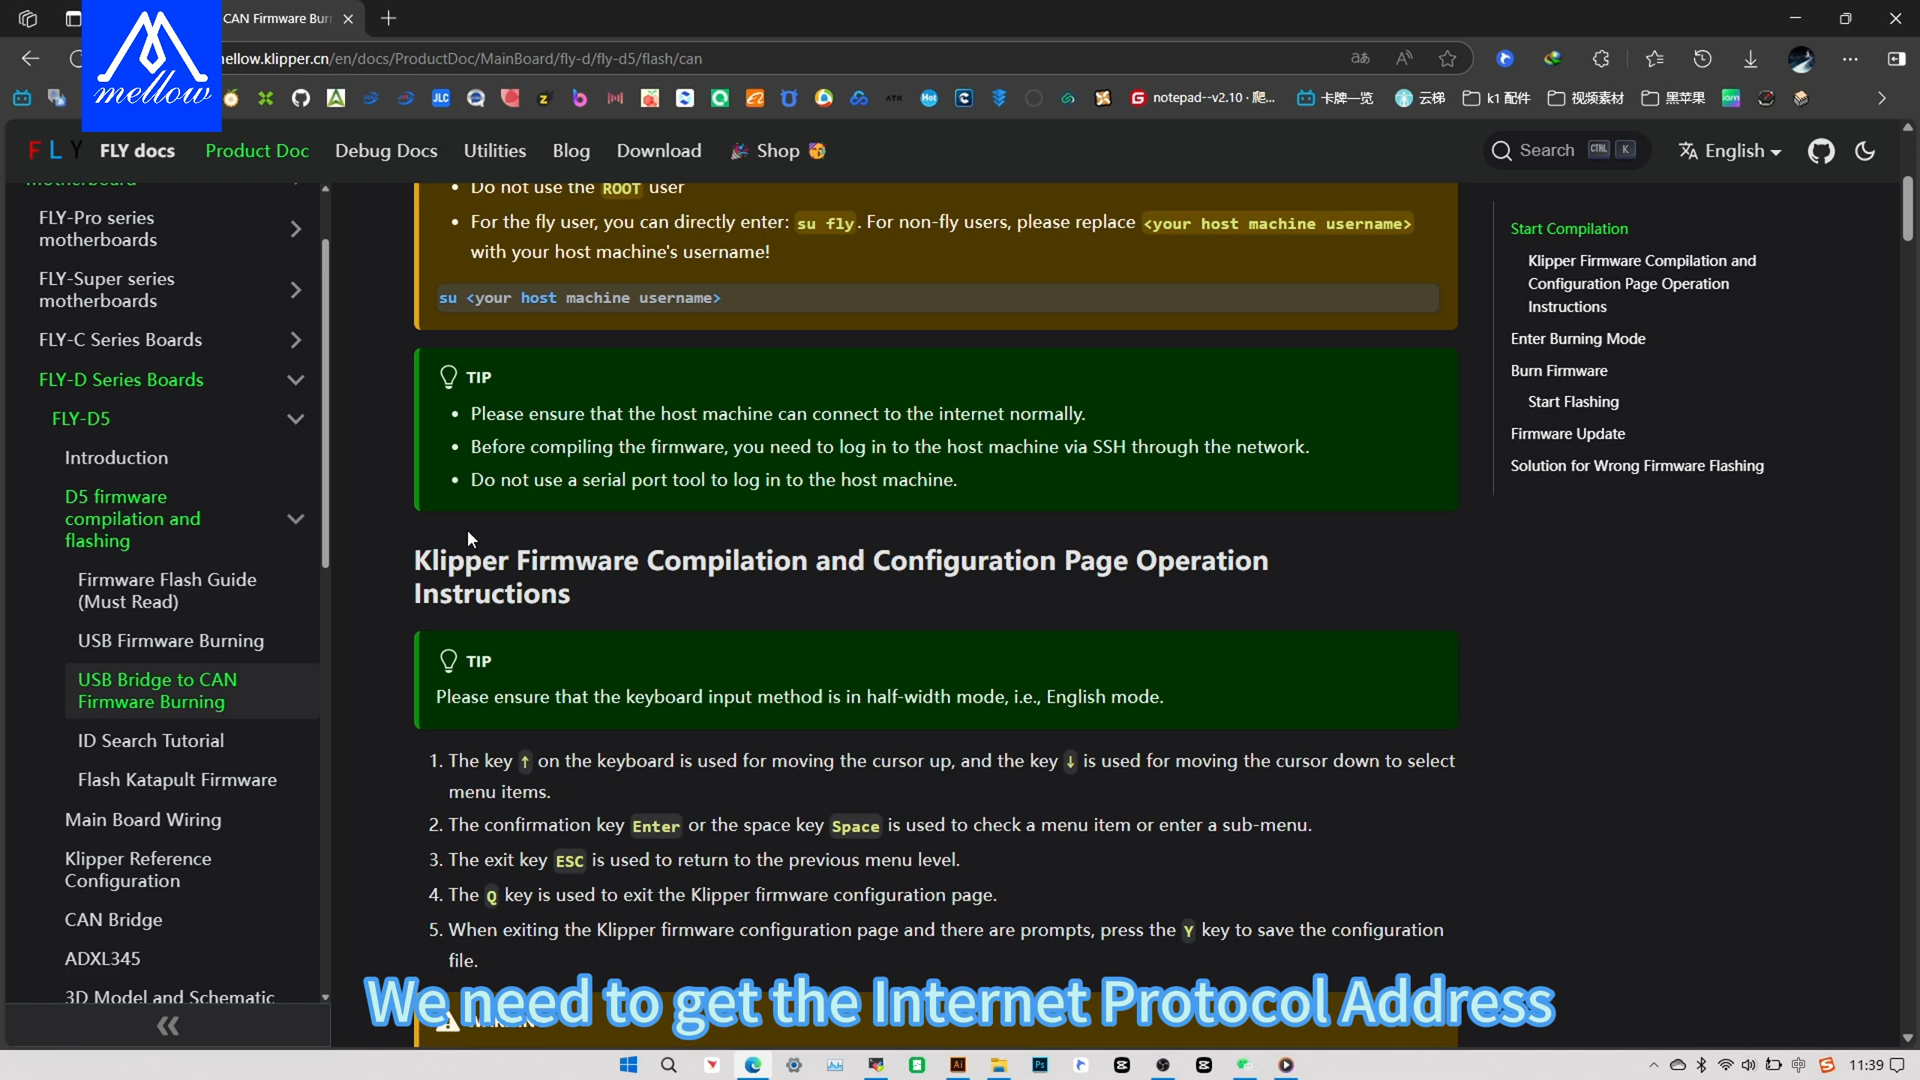 CAN Firmware Bur
mellow
ellow.klipper.cn/en/docs/ProductDoc/MainBoard/fly-d/fly-d5/flash/can
notepad--v2.10 · 爬...
卡牌一览
云梯
k1 配件
视频素材
黑苹果
FLY
FLY docs
Product Doc
Debug Docs
Utilities
Blog
Download
Shop
Search CTRL K
English
FLY-Pro series
motherboards
FLY-Super series
motherboards
FLY-C Series Boards
FLY-D Series Boards
FLY-D5
Introduction
D5 firmware
compilation and
flashing
Firmware Flash Guide
(Must Read)
USB Firmware Burning
USB Bridge to CAN
Firmware Burning
ID Search Tutorial
Flash Katapult Firmware
Main Board Wiring
Klipper Reference
Configuration
CAN Bridge
ADXL345
3D Model and Schematic
• Do not use the ROOT user
• For the fly user, you can directly enter: su fly. For non-fly users, please replace <your host machine username>
with your host machine's username!
su <your host machine username>
TIP
• Please ensure that the host machine can connect to the internet normally.
• Before compiling the firmware, you need to log in to the host machine via SSH through the network.
• Do not use a serial port tool to log in to the host machine.
Klipper Firmware Compilation and Configuration Page Operation
Instructions
TIP
Please ensure that the keyboard input method is in half-width mode, i.e., English mode.
1. The key ↑ on the keyboard is used for moving the cursor up, and the key ↓ is used for moving the cursor down to select
menu items.
2. The confirmation key Enter or the space key Space is used to check a menu item or enter a sub-menu.
3. The exit key ESC is used to return to the previous menu level.
4. The Q key is used to exit the Klipper firmware configuration page.
5. When exiting the Klipper firmware configuration page and there are prompts, press the Y key to save the configuration
file.
Start Compilation
Klipper Firmware Compilation and
Configuration Page Operation
Instructions
Enter Burning Mode
Burn Firmware
Start Flashing
Firmware Update
Solution for Wrong Firmware Flashing
We need to get the Internet Protocol Address
中
11:39